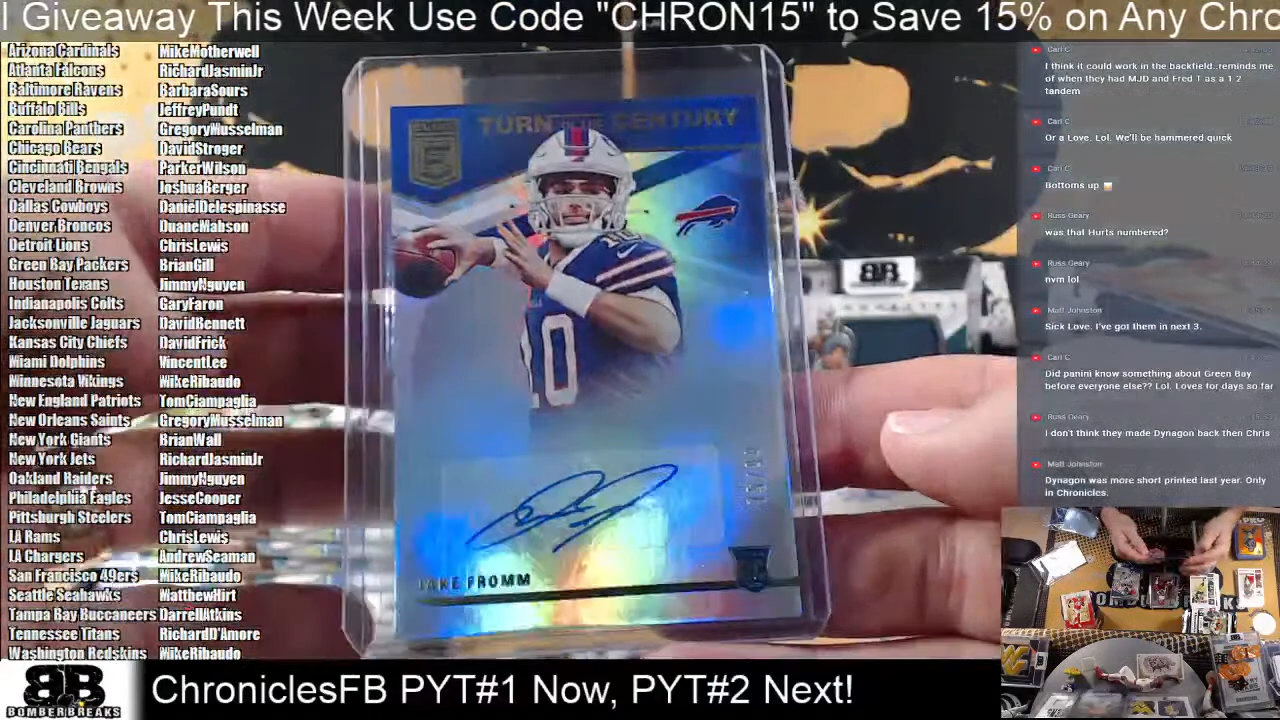 I Giveaway This Week Use Code "CHRON15" to Save 15% on Any Chro
Arizona Cardinals MikeMotherwell
Atlanta Falcons RichardJasminJr
Baltimore Ravens BarbaraSours
Buffalo Bills JeffreyPundt
Carolina Panthers GregoryMusselman
Chicago Bears DavidStroger
Cincinnati Bengals ParkerWilson
Cleveland Browns JoshuaBerger
Dallas Cowboys DanielDelespinasse
Denver Broncos DuaneMabson
Detroit Lions ChrisLewis
Green Bay Packers BrianGill
Houston Texans JimmyNguyen
Indianapolis Colts GaryFaron
Jacksonville Jaguars DavidBennett
Kansas City Chiefs DavidFrick
Miami Dolphins VincentLee
Minnesota Vikings MikeRibaudo
New England Patriots TomCiampaglia
New Orleans Saints GregoryMusselman
New York Giants BrianWall
New York Jets RichardJasminJr
Oakland Raiders JimmyNguyen
Philadelphia Eagles JesseCooper
Pittsburgh Steelers TomCiampaglia
LA Rams ChrisLewis
LA Chargers AndrewSeaman
San Francisco 49ers MikeRibaudo
Seattle Seahawks MatthewHirt
Tampa Bay Buccaneers DarrellAtkins
Tennessee Titans RichardD'Amore
Washington Redskins MikeRibaudo
TURN OF THE CENTURY
E
10
10
JAKE FROMM
BB
Carl C
I think it could work in the backfield..reminds me
of when they had MJD and Fred T as a 1 2
tandem
Carl C
Or a Love. Lol. We'll be hammered quick
Carl C
Bottoms up
Russ Geary
was that Hurts numbered?
Russ Geary
nvm lol
Matt Johnston
Sick Love. I've got them in next 3.
Carl C
Did panini know something about Green Bay
before everyone else?? Lol. Loves for days so far
Russ Geary
I don't think they made Dynagon back then Chris
Matt Johnston
Dynagon was more short printed last year. Only
in Chronicles.
BB
BOMBERBREAKS
ChroniclesFB PYT#1 Now, PYT#2 Next!